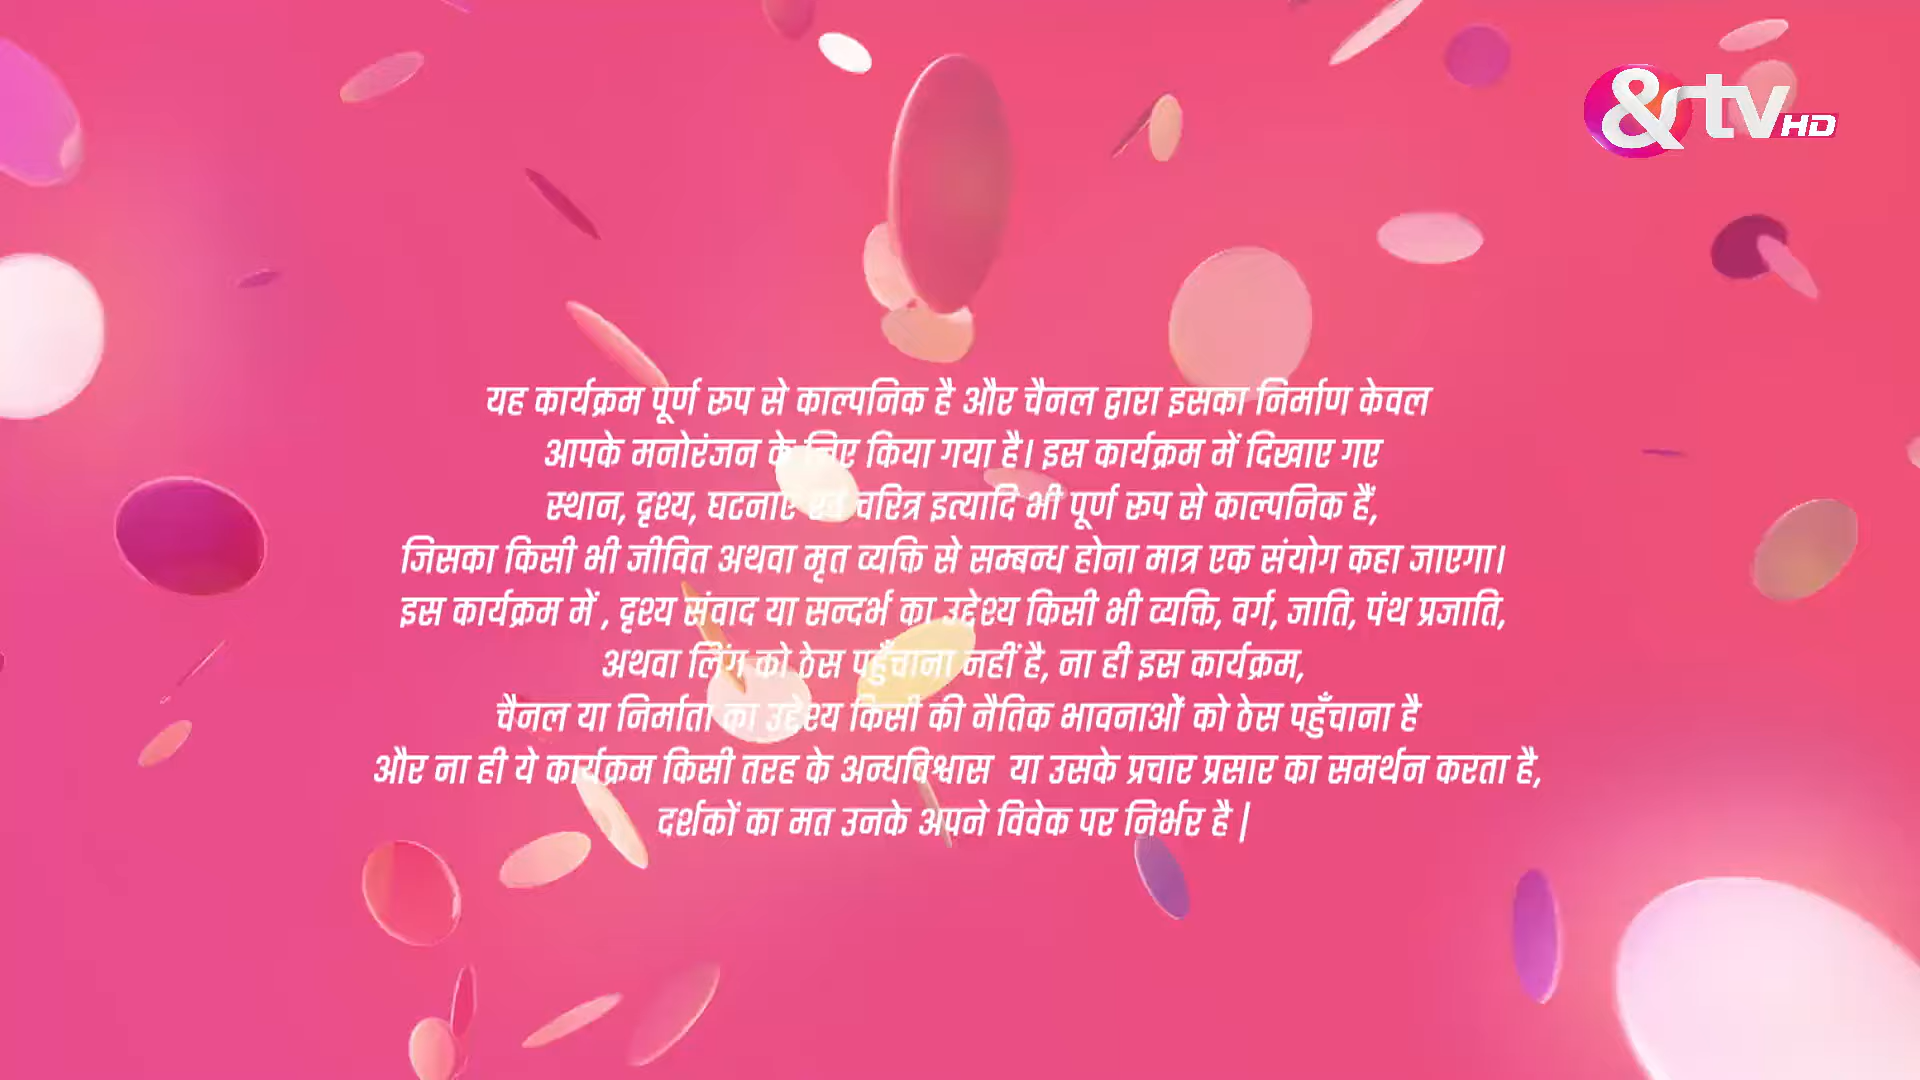 &tv HD
यह कार्यक्रम पूर्ण रूप से काल्पनिक है और चैनल द्वारा इसका निर्माण केवल
आपके मनोरंजन के लिए किया गया है। इस कार्यक्रम में दिखाए गए
स्थान, दृश्य, घटनाएं एवं चरित्र इत्यादि भी पूर्ण रूप से काल्पनिक हैं,
जिसका किसी भी जीवित अथवा मृत व्यक्ति से सम्बन्ध होना मात्र एक संयोग कहा जाएगा।
इस कार्यक्रम में , दृश्य संवाद या सन्दर्भ का उद्देश्य किसी भी व्यक्ति, वर्ग, जाति, पंथ प्रजाति,
अथवा लिंग को ठेस पहुँचाना नहीं है, ना ही इस कार्यक्रम,
चैनल या निर्माता का उद्देश्य किसी की नैतिक भावनाओं को ठेस पहुँचाना है
और ना ही ये कार्यक्रम किसी तरह के अन्धविश्वास या उसके प्रचार प्रसार का समर्थन करता है,
दर्शकों का मत उनके अपने विवेक पर निर्भर है |